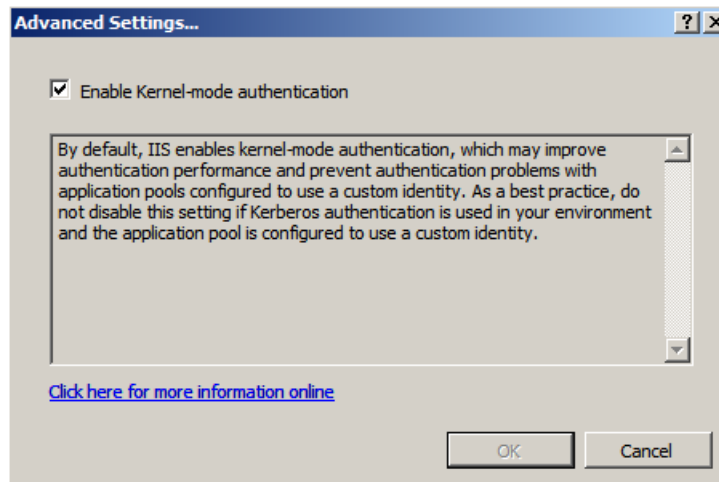 Advanced Settings...
Enable Kernel-mode authentication
By default, IIS enables kernel-mode authentication, which may improve
authentication performance and prevent authentication problems with
application pools configured to use a custom identity. As a best practice, do
not disable this setting if Kerberos authentication is used in your environment
and the application pool is configured to use a custom identity.
Click here for more information online
OK
Cancel